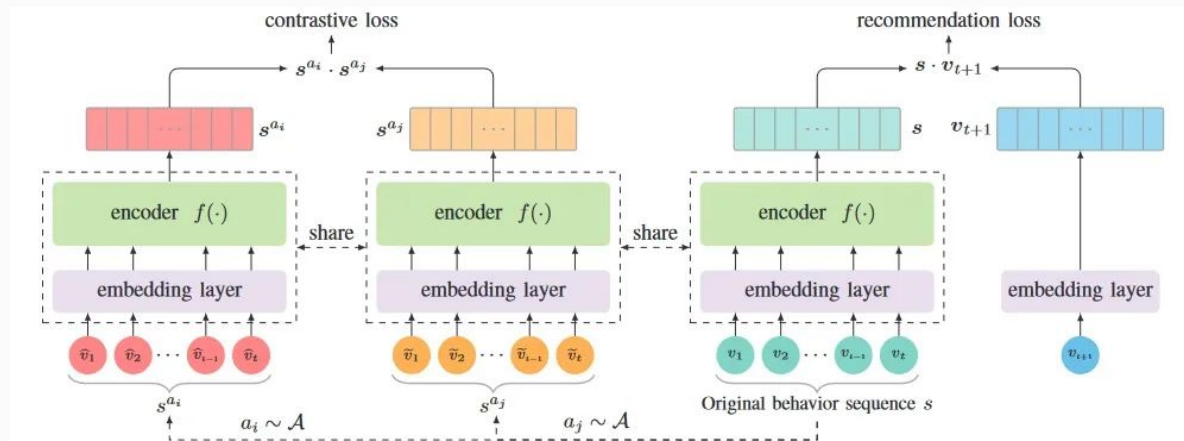 contrastive loss
recommendation loss
s^{a_i} · s^{a_j}
s · v_{t+1}
...
s^{a_i}
s^{a_j}
...
...
s
v_{t+1}
...
encoder f(·)
encoder f(·)
encoder f(·)
share
share
embedding layer
embedding layer
embedding layer
embedding layer
v̂_1 v̂_2 ··· v̂_{t-1} v̂_t
ṽ_1 ṽ_2 ··· ṽ_{t-1} ṽ_t
v_1 v_2 ··· v_{t-1} v_t
v_{t+1}
s^{a_i}
s^{a_j}
Original behavior sequence s
a_i ~ 𝒜
a_j ~ 𝒜